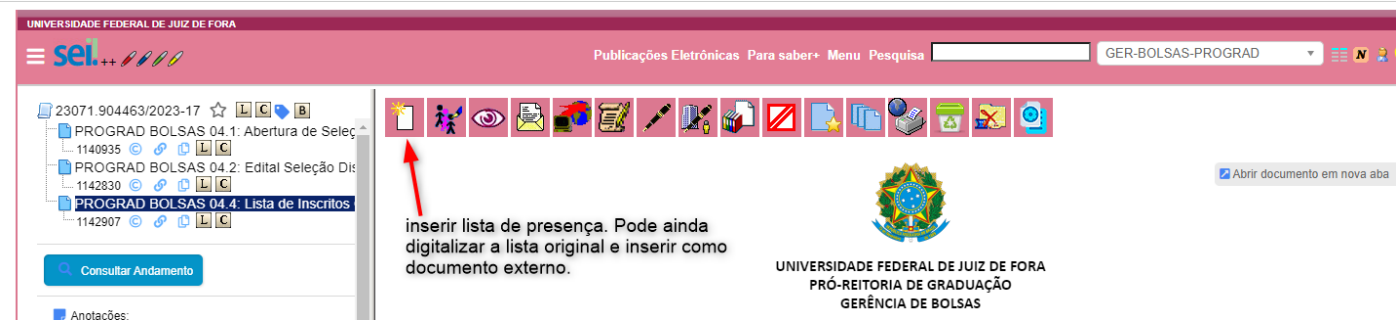 UNIVERSIDADE FEDERAL DE JUIZ DE FORA
sei. ++
Publicações Eletrônicas Para saber+ Menu Pesquisa
GER-BOLSAS-PROGRAD
N
23071.904463/2023-17 L C B
PROGRAD BOLSAS 04.1: Abertura de Seleç
1140935 © L C
PROGRAD BOLSAS 04.2: Edital Seleção Dis
1142830 © L C
PROGRAD BOLSAS 04.4: Lista de Inscritos
1142907 © L C
Consultar Andamento
Anotações:
Abrir documento em nova aba
inserir lista de presença. Pode ainda
digitalizar a lista original e inserir como
documento externo.
UNIVERSIDADE FEDERAL DE JUIZ DE FORA
PRÓ-REITORIA DE GRADUAÇÃO
GERÊNCIA DE BOLSAS